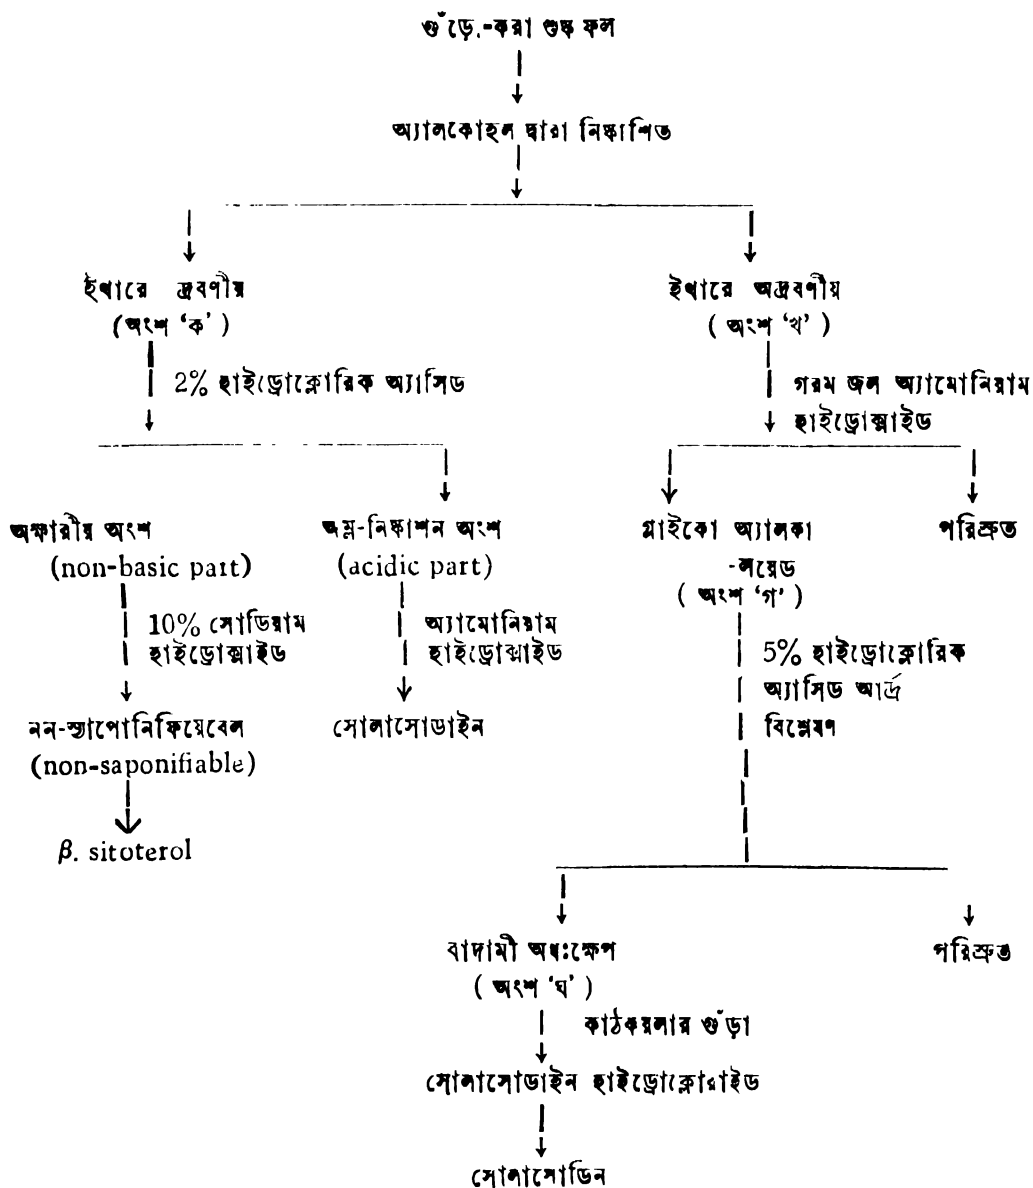 গুঁড়ে.-করা শুষ্ক ফল
অ্যালকোহল দ্বারা নিষ্কাশিত
ইথারে দ্রবণীয়
(অংশ ‘ক’)
ইথারে অদ্রবণীয়
( অংশ ‘খ’ )
2% হাইড্রোক্লোরিক অ্যাসিড
গরম জল অ্যামোনিয়াম
হাইড্রোক্সাইড
অক্ষারীয় অংশ
(non-basic part)
অম্ল-নিষ্কাশন অংশ
(acidic part)
গ্লাইকো অ্যালকা
-লয়েড
( অংশ ‘গ’ )
পরিস্রুত
10% সোডিয়াম
হাইড্রোক্সাইড
অ্যামোনিয়াম
হাইড্রোক্সাইড
5% হাইড্রোক্লোরিক
অ্যাসিড আর্দ্র
বিশ্লেষণ
নন-স্যাপোনিফিয়েবেল
(non-saponifiable)
সোলাসোডাইন
β. sitoterol
বাদামী অধঃক্ষেপ
( অংশ ‘ঘ’ )
পরিস্রুত
কাঠকয়লার গুঁড়া
সোলাসোডাইন হাইড্রোক্লোরাইড
সোলাসোডিন